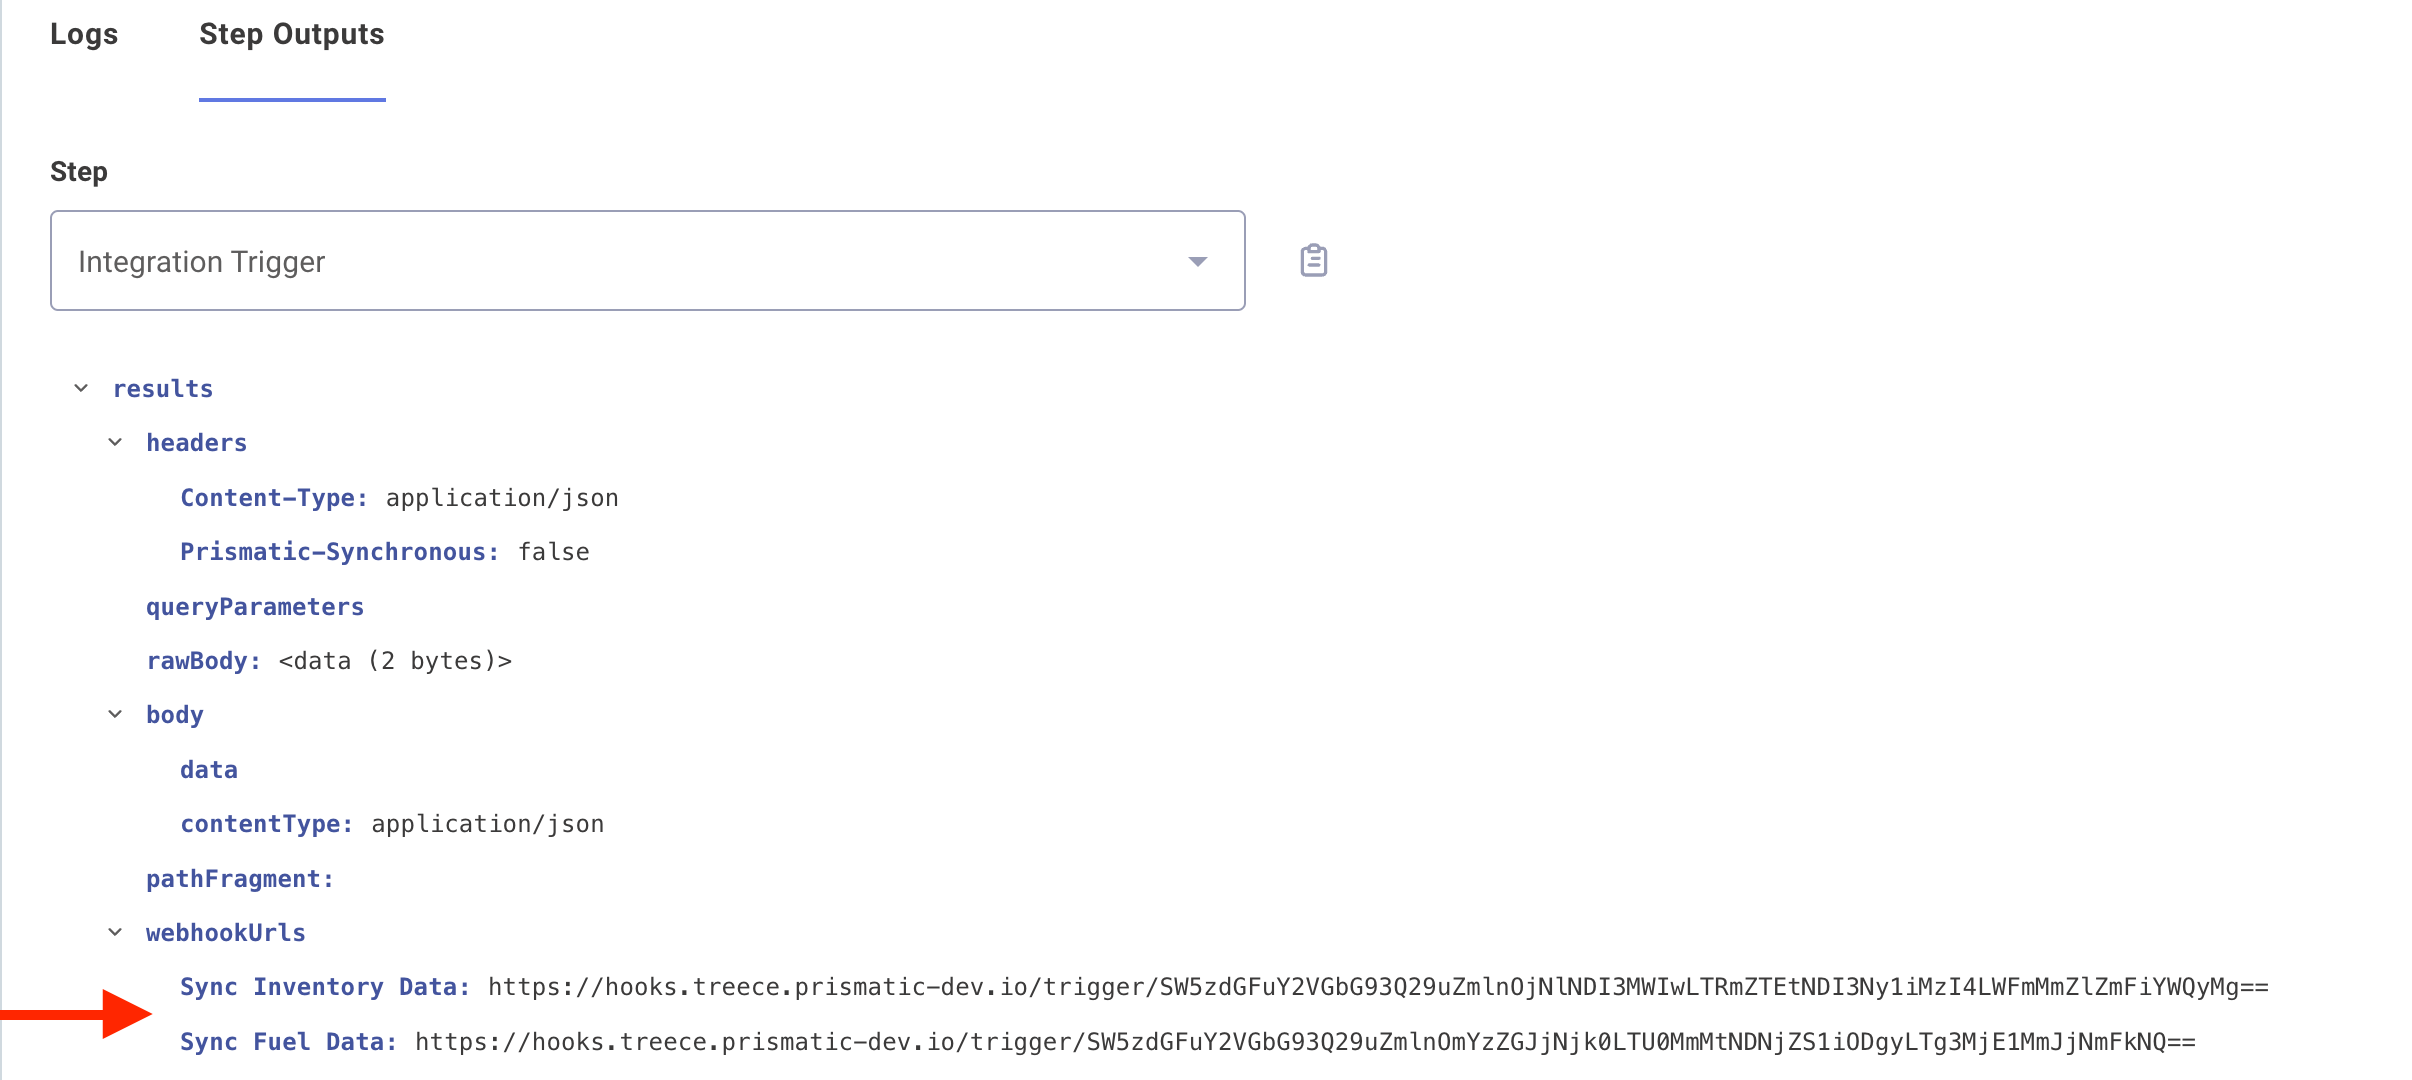 Logs Step Outputs
Step
Integration Trigger
results
headers
Content-Type: application/json
Prismatic-Synchronous: false
queryParameters
rawBody: <data (2 bytes)>
body
data
contentType: application/json
pathFragment:
webhookUrls
Sync Inventory Data: https://hooks.treece.prismatic-dev.io/trigger/SW5zdGFuY2VGbG93Q29uZmlnOjNlNDI3MWIwLTRmZTEtNDI3Ny1iMzI4LWFmMmZlZmFiYWQyMg==
Sync Fuel Data: https://hooks.treece.prismatic-dev.io/trigger/SW5zdGFuY2VGbG93Q29uZmlnOmYzZGJjNjk0LTU0MmMtNDNjZS1iODgyLTg3MjE1MmJjNmFkNQ==